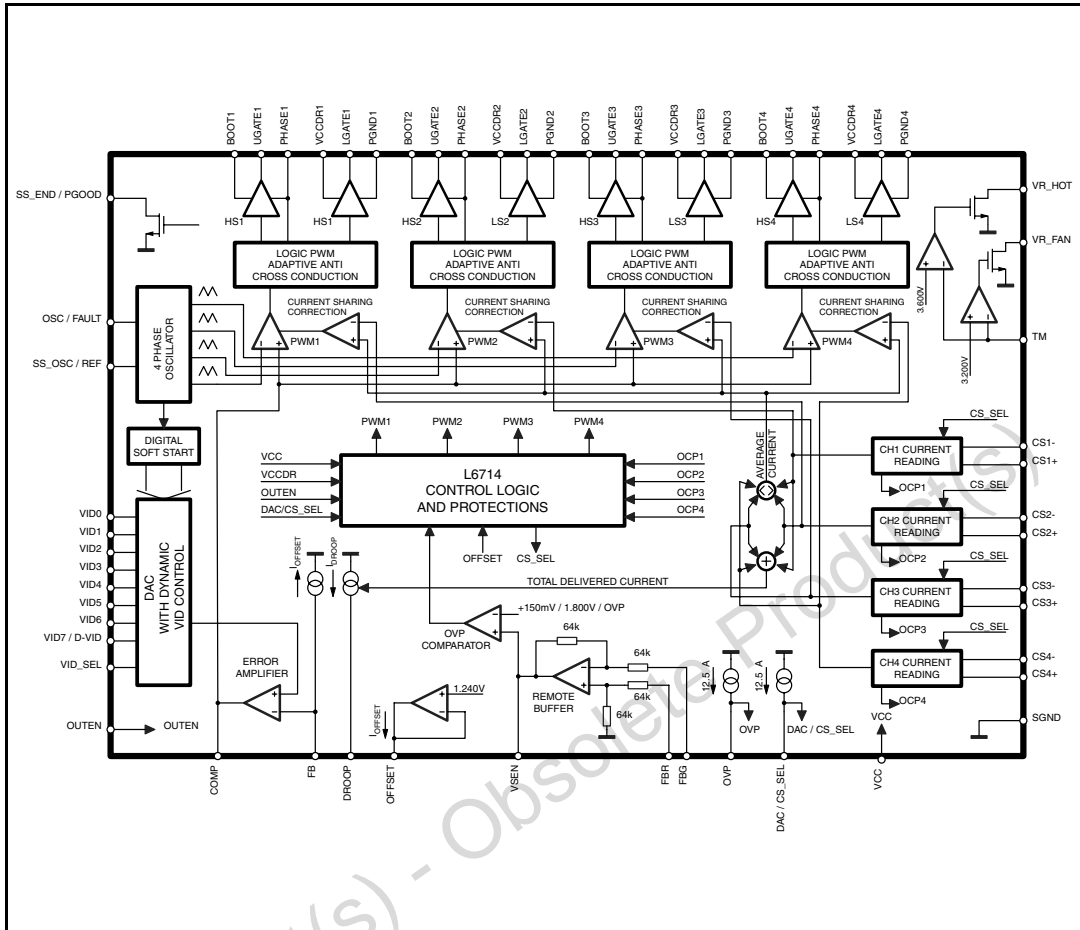 BOOT1
UGATE1
PHASE1
VCCDR1
LGATE1
PGND1
BOOT2
UGATE2
PHASE2
VCCDR2
LGATE2
PGND2
BOOT3
UGATE3
PHASE3
VCCDR3
LGATE3
PGND3
BOOT4
UGATE4
PHASE4
VCCDR4
LGATE4
PGND4
SS_END / PGOOD
VR_HOT
HS1
HS1
HS2
LS2
HS3
LS3
HS4
LS4
VR_FAN
LOGIC PWM
ADAPTIVE ANTI
CROSS CONDUCTION
LOGIC PWM
ADAPTIVE ANTI
CROSS CONDUCTION
LOGIC PWM
ADAPTIVE ANTI
CROSS CONDUCTION
LOGIC PWM
ADAPTIVE ANTI
CROSS CONDUCTION
+
-
3.600V
+
-
3.200V
TM
OSC / FAULT
SS_OSC / REF
4 PHASE
OSCILLATOR
CURRENT SHARING
CORRECTION
CURRENT SHARING
CORRECTION
CURRENT SHARING
CORRECTION
CURRENT SHARING
CORRECTION
- +
PWM1
-
+
- +
PWM2
-
+
- +
PWM3
-
+
- +
PWM4
-
+
DIGITAL
SOFT START
PWM1
PWM2
PWM3
PWM4
AVERAGE
CURRENT
CS_SEL
CH1 CURRENT
READING
CS1-
CS1+
OCP1
VCC
VCCDR
OUTEN
DAC/CS_SEL
L6714
CONTROL LOGIC
AND PROTECTIONS
OCP1
OCP2
OCP3
OCP4
CS_SEL
CH2 CURRENT
READING
CS2-
CS2+
OCP2
VID0
VID1
VID2
VID3
VID4
VID5
VID6
VID7 / D-VID
VID_SEL
DAC
WITH DYNAMIC
VID CONTROL
IOFFSET
IDROOP
OFFSET
CS_SEL
+
TOTAL DELIVERED CURRENT
CS_SEL
CH3 CURRENT
READING
CS3-
CS3+
OCP3
+150mV / 1.800V / OVP
-
+
OVP
COMPARATOR
64k
64k
64k
64k
-
+
REMOTE
BUFFER
CS_SEL
CH4 CURRENT
READING
CS4-
CS4+
OCP4
ERROR
AMPLIFIER
+
-
1.240V
+
-
IOFFSET
12.5 A
12.5 A
OVP
DAC / CS_SEL
VCC
SGND
OUTEN
OUTEN
COMP
FB
DROOP
OFFSET
VSEN
FBR
FBG
OVP
DAC / CS_SEL
VCC
(s) - Obsolete Product(s)